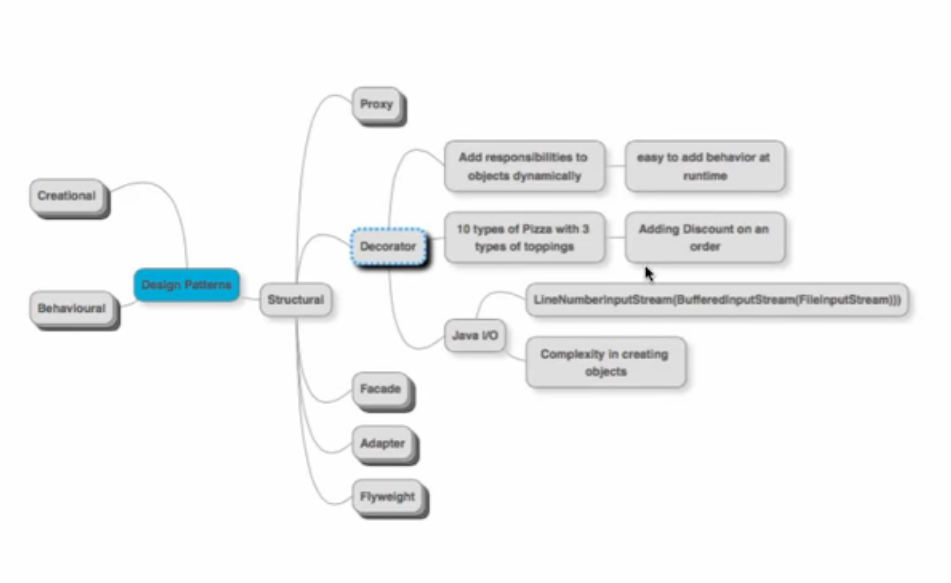 Proxy
Add responsibilities to
objects dynamically
easy to add behavior at
runtime
Creational
10 types of Pizza with 3
types of toppings
Adding Discount on an
order
Decorator
Design Patterns
Structural
Behavioural
LineNumberInputStream(BufferedInputStream(FileInputStream)))
Java I/O
Complexity in creating
objects
Facade
Adapter
Flyweight